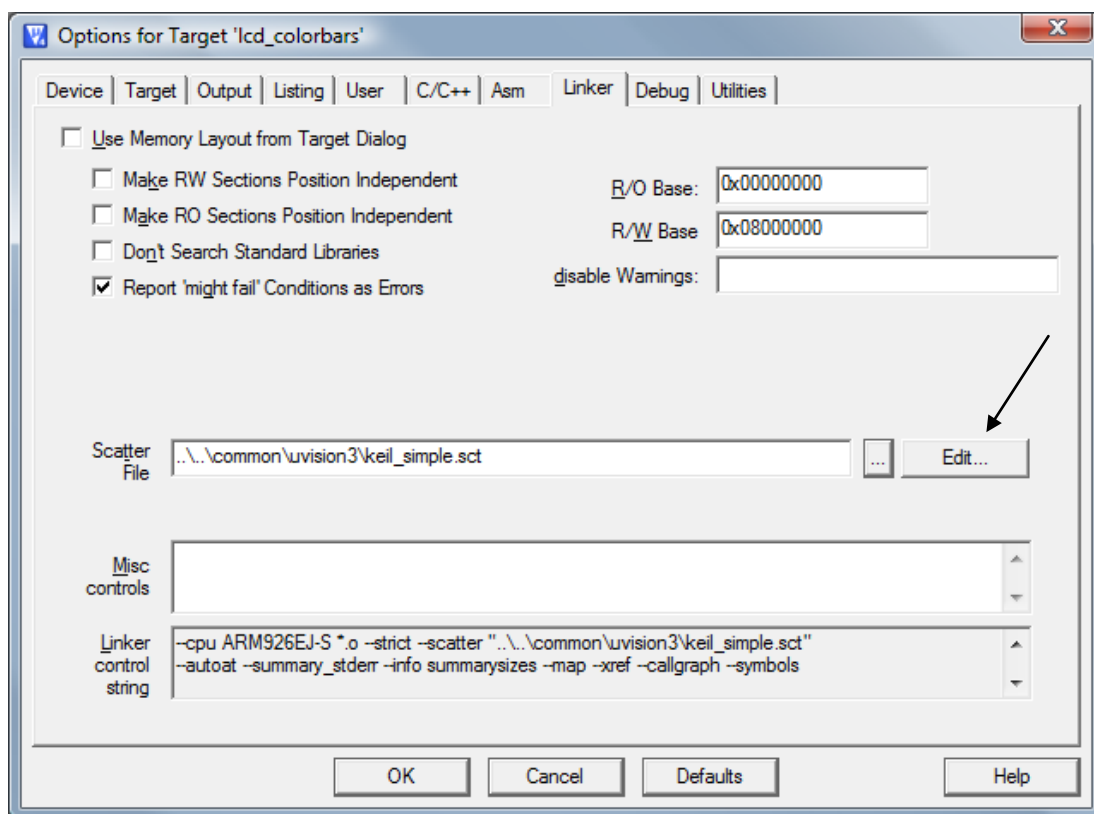 Options for Target 'lcd_colorbars'
Device Target Output Listing User C/C++ Asm Linker Debug Utilities
Use Memory Layout from Target Dialog
Make RW Sections Position Independent
R/O Base: 0x00000000
Make RO Sections Position Independent
R/W Base 0x08000000
Don't Search Standard Libraries
disable Warnings:
Report 'might fail' Conditions as Errors
Scatter
File
..\..\common\uvision3\keil_simple.sct
...
Edit...
Misc
controls
Linker
control
string
--cpu ARM926EJ-S *.o --strict --scatter "..\..\common\uvision3\keil_simple.sct"
--autoat --summary_stderr --info summarysizes --map --xref --callgraph --symbols
OK Cancel Defaults Help